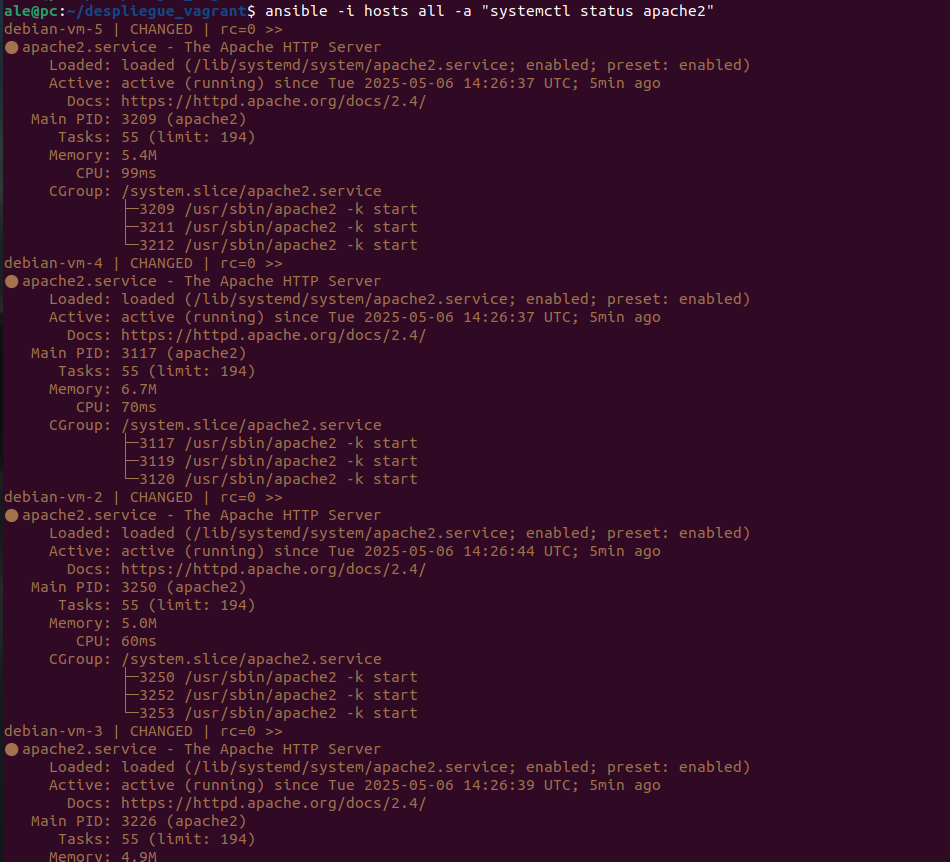 ale@pc:~/despliegue_vagrant$ ansible -i hosts all -a "systemctl status apache2"
debian-vm-5 | CHANGED | rc=0 >>
● apache2.service - The Apache HTTP Server
     Loaded: loaded (/lib/systemd/system/apache2.service; enabled; preset: enabled)
     Active: active (running) since Tue 2025-05-06 14:26:37 UTC; 5min ago
       Docs: https://httpd.apache.org/docs/2.4/
   Main PID: 3209 (apache2)
      Tasks: 55 (limit: 194)
     Memory: 5.4M
        CPU: 99ms
     CGroup: /system.slice/apache2.service
             ├─3209 /usr/sbin/apache2 -k start
             ├─3211 /usr/sbin/apache2 -k start
             └─3212 /usr/sbin/apache2 -k start
debian-vm-4 | CHANGED | rc=0 >>
● apache2.service - The Apache HTTP Server
     Loaded: loaded (/lib/systemd/system/apache2.service; enabled; preset: enabled)
     Active: active (running) since Tue 2025-05-06 14:26:37 UTC; 5min ago
       Docs: https://httpd.apache.org/docs/2.4/
   Main PID: 3117 (apache2)
      Tasks: 55 (limit: 194)
     Memory: 6.7M
        CPU: 70ms
     CGroup: /system.slice/apache2.service
             ├─3117 /usr/sbin/apache2 -k start
             ├─3119 /usr/sbin/apache2 -k start
             └─3120 /usr/sbin/apache2 -k start
debian-vm-2 | CHANGED | rc=0 >>
● apache2.service - The Apache HTTP Server
     Loaded: loaded (/lib/systemd/system/apache2.service; enabled; preset: enabled)
     Active: active (running) since Tue 2025-05-06 14:26:44 UTC; 5min ago
       Docs: https://httpd.apache.org/docs/2.4/
   Main PID: 3250 (apache2)
      Tasks: 55 (limit: 194)
     Memory: 5.0M
        CPU: 60ms
     CGroup: /system.slice/apache2.service
             ├─3250 /usr/sbin/apache2 -k start
             ├─3252 /usr/sbin/apache2 -k start
             └─3253 /usr/sbin/apache2 -k start
debian-vm-3 | CHANGED | rc=0 >>
● apache2.service - The Apache HTTP Server
     Loaded: loaded (/lib/systemd/system/apache2.service; enabled; preset: enabled)
     Active: active (running) since Tue 2025-05-06 14:26:39 UTC; 5min ago
       Docs: https://httpd.apache.org/docs/2.4/
   Main PID: 3226 (apache2)
      Tasks: 55 (limit: 194)
     Memory: 4.9M